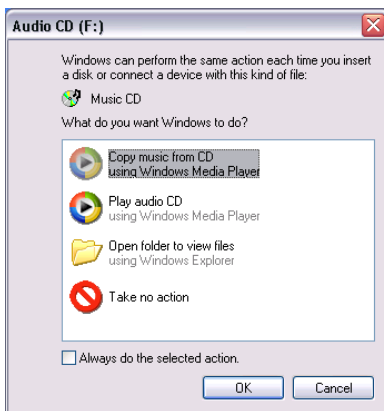 Audio CD (F:)
Windows can perform the same action each time you insert
a disk or connect a device with this kind of file:
Music CD
What do you want Windows to do?
Copy music from CD
using Windows Media Player
Play audio CD
using Windows Media Player
Open folder to view files
using Windows Explorer
Take no action
Always do the selected action.
OK
Cancel